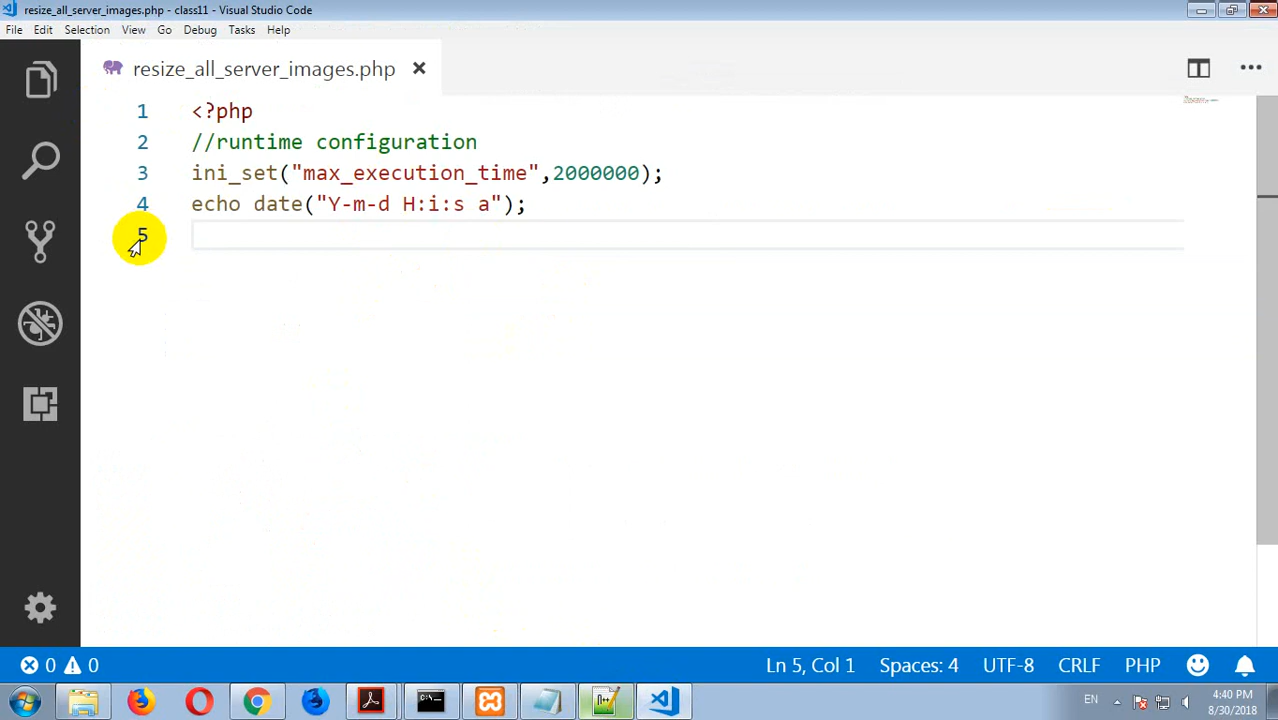 resize_all_server_images.php - class11 - Visual Studio Code
File Edit Selection View Go Debug Tasks Help
resize_all_server_images.php
1 <?php
2 //runtime configuration
3 ini_set("max_execution_time",2000000);
4 echo date("Y-m-d H:i:s a");
5
0 0 Ln 5, Col 1 Spaces: 4 UTF-8 CRLF PHP
EN 4:40 PM
8/30/2018